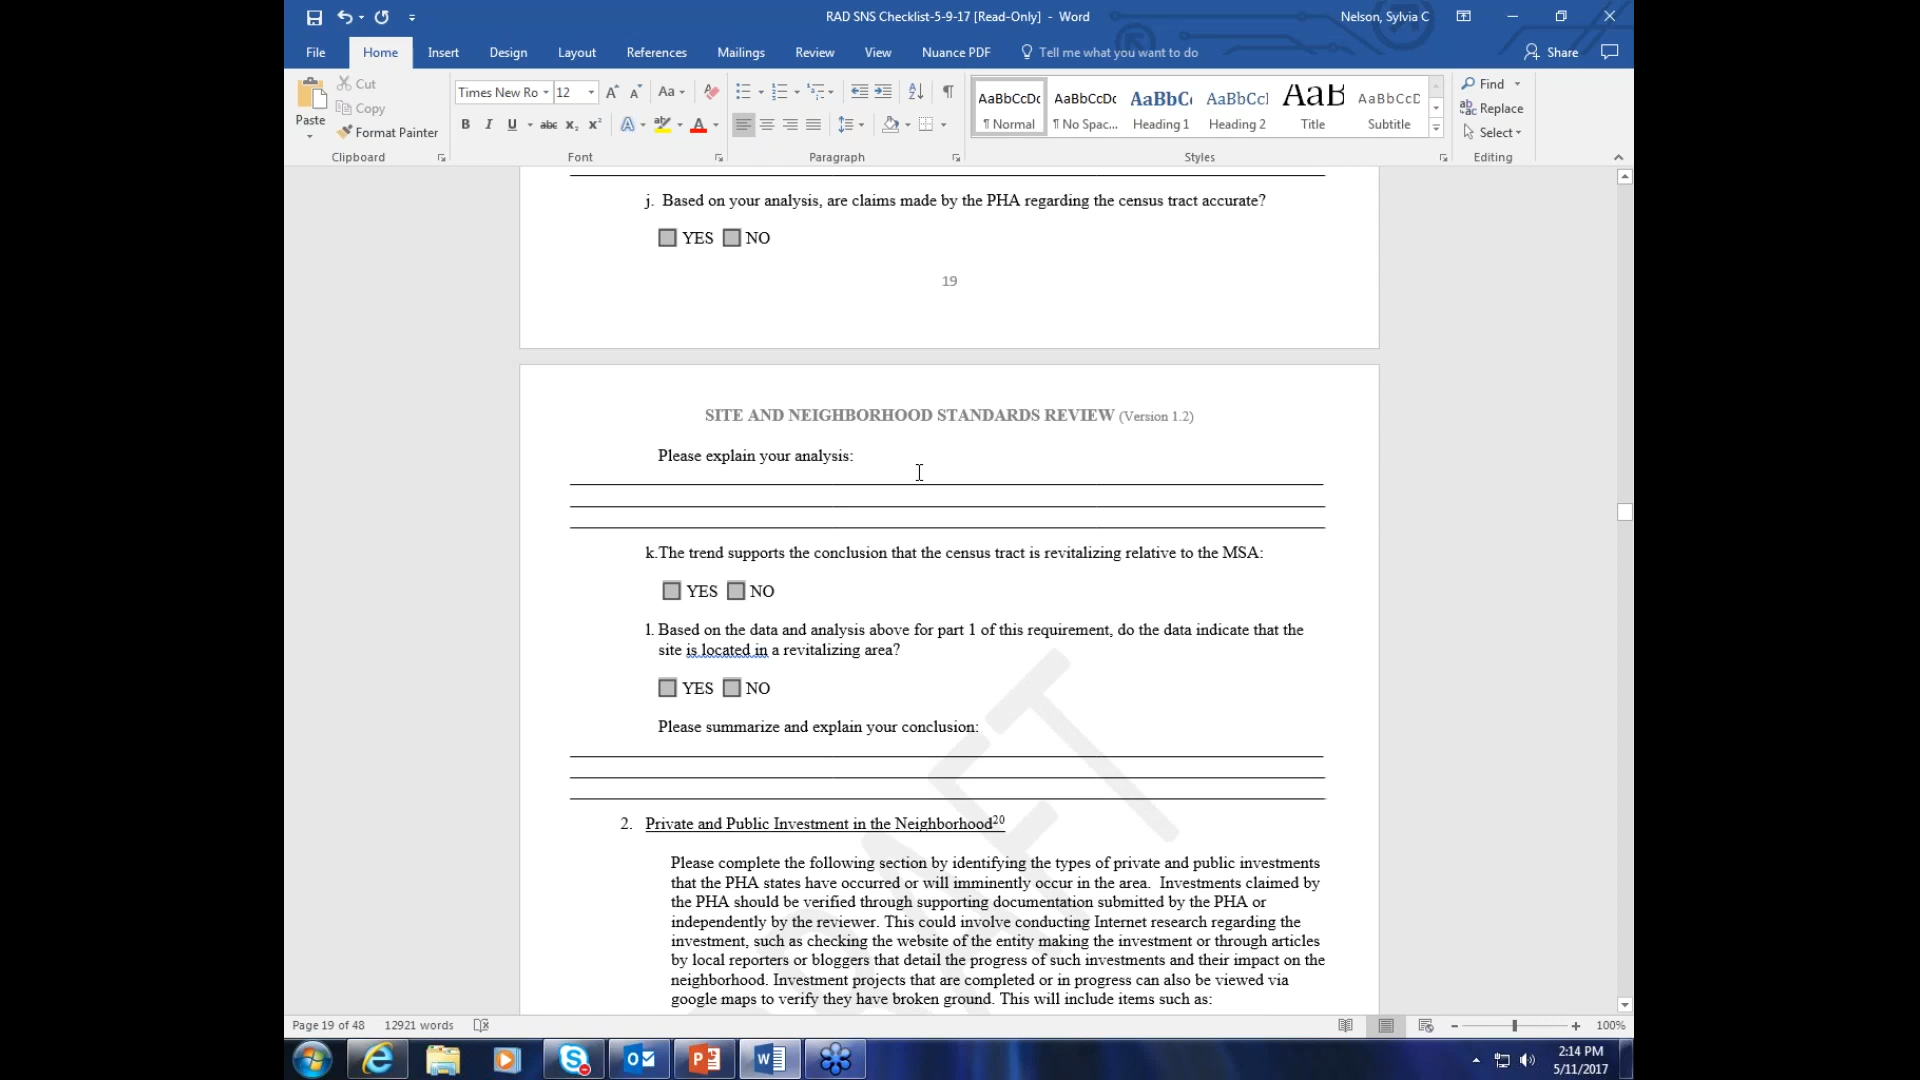 RAD SNS Checklist-5-9-17 [Read-Only] - Word
Nelson, Sylvia C
File Home Insert Design Layout References Mailings Review View Nuance PDF Tell me what you want to do Share
Paste
Cut
Copy
Format Painter
Clipboard
Times New Ro 12
Font
Paragraph
AaBbCcDc AaBbCcDc AaBbC AaBbCcl AaB AaBbCcD
¶ Normal ¶ No Spac... Heading 1 Heading 2 Title Subtitle
Styles
Find
Replace
Select
Editing
j. Based on your analysis, are claims made by the PHA regarding the census tract accurate?
YES NO
19
SITE AND NEIGHBORHOOD STANDARDS REVIEW (Version 1.2)
Please explain your analysis:
k.The trend supports the conclusion that the census tract is revitalizing relative to the MSA:
YES NO
l. Based on the data and analysis above for part 1 of this requirement, do the data indicate that the
site is located in a revitalizing area?
YES NO
Please summarize and explain your conclusion:
2. Private and Public Investment in the Neighborhood20
Please complete the following section by identifying the types of private and public investments
that the PHA states have occurred or will imminently occur in the area. Investments claimed by
the PHA should be verified through supporting documentation submitted by the PHA or
independently by the reviewer. This could involve conducting Internet research regarding the
investment, such as checking the website of the entity making the investment or through articles
by local reporters or bloggers that detail the progress of such investments and their impact on the
neighborhood. Investment projects that are completed or in progress can also be viewed via
google maps to verify they have broken ground. This will include items such as:
DRAFT
Page 19 of 48 12921 words 100%
2:14 PM
5/11/2017